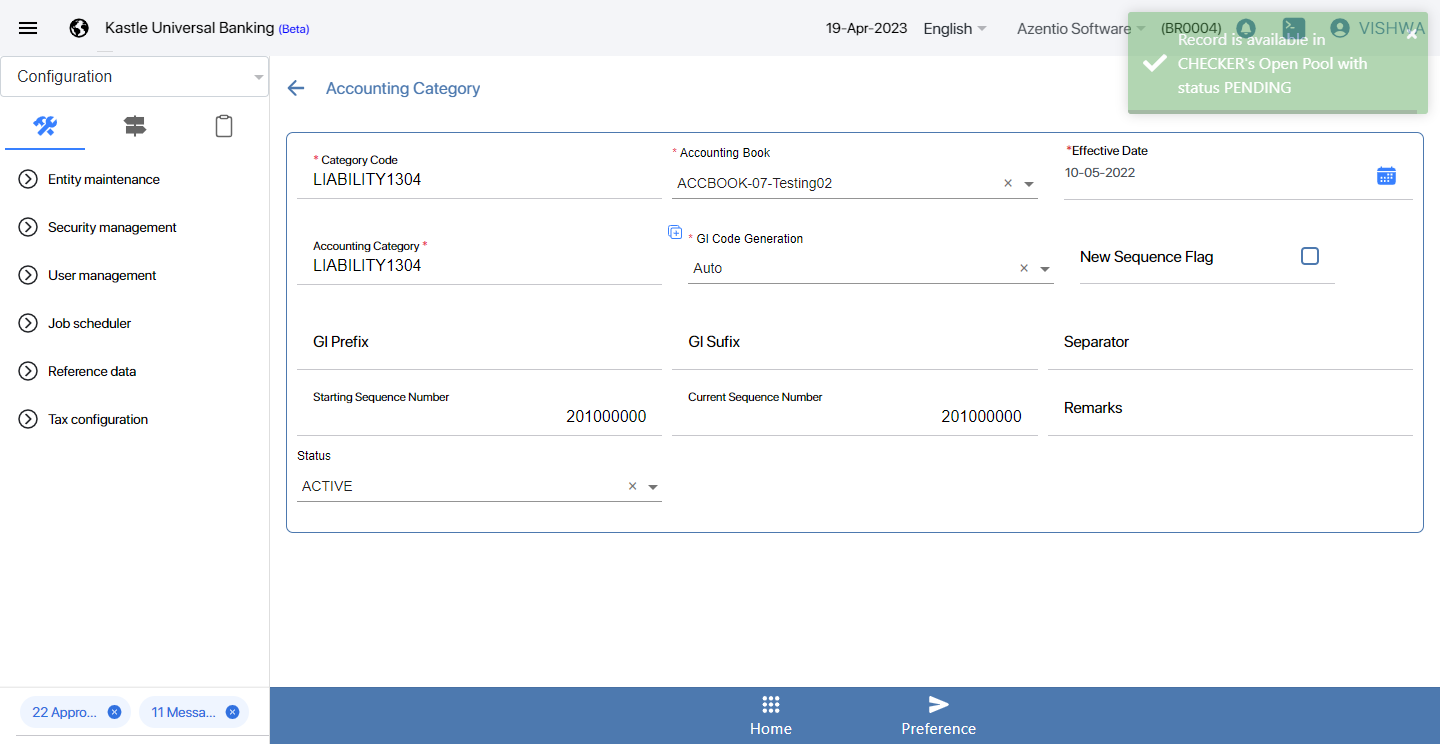 Kastle Universal Banking (Beta)
19-Apr-2023
English
Azentio Software
(BR0004)
VISHWA
Record is available in
CHECKER's Open Pool with
status PENDING
Configuration
Accounting Category
Entity maintenance
Security management
User management
Job scheduler
Reference data
Tax configuration
* Category Code
LIABILITY1304
* Accounting Book
ACCBOOK-07-Testing02
*Effective Date
10-05-2022
Accounting Category *
LIABILITY1304
* GI Code Generation
Auto
New Sequence Flag
GI Prefix
GI Sufix
Separator
Starting Sequence Number
201000000
Current Sequence Number
201000000
Remarks
Status
ACTIVE
22 Appro...
11 Messa...
Home
Preference